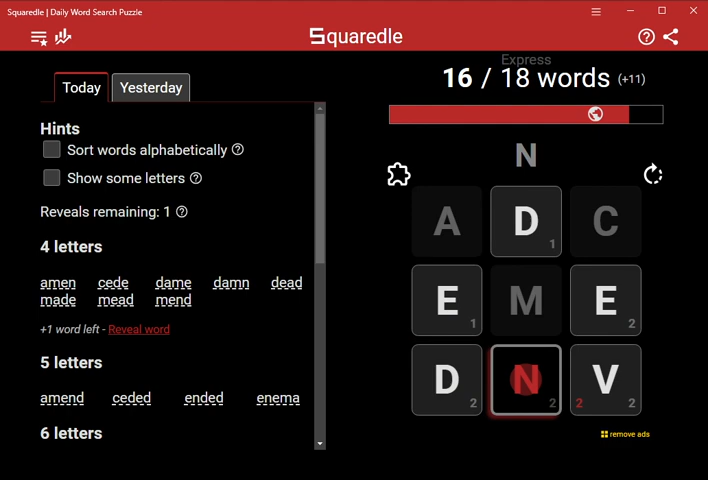 Squaredle | Daily Word Search Puzzle
Squaredle
Today Yesterday
Hints
Sort words alphabetically
Show some letters
Reveals remaining: 1
4 letters
amen cede dame damn dead
made mead mend
+1 word left - Reveal word
5 letters
amend ceded ended enema
6 letters
Express
16 / 18 words (+11)
N
A D 1 C
E 1 M E 2
D 2 N 2 2 V 2
remove ads